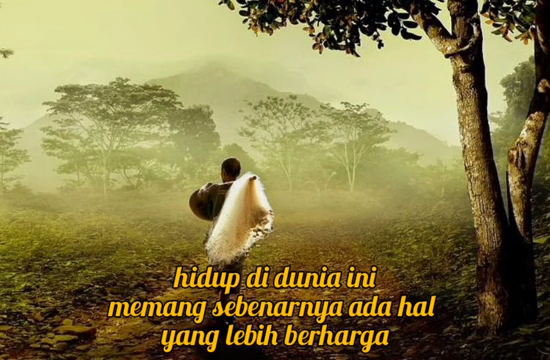 hidup di dunia ini
memang sebenarnya ada hal
yang lebih berharga